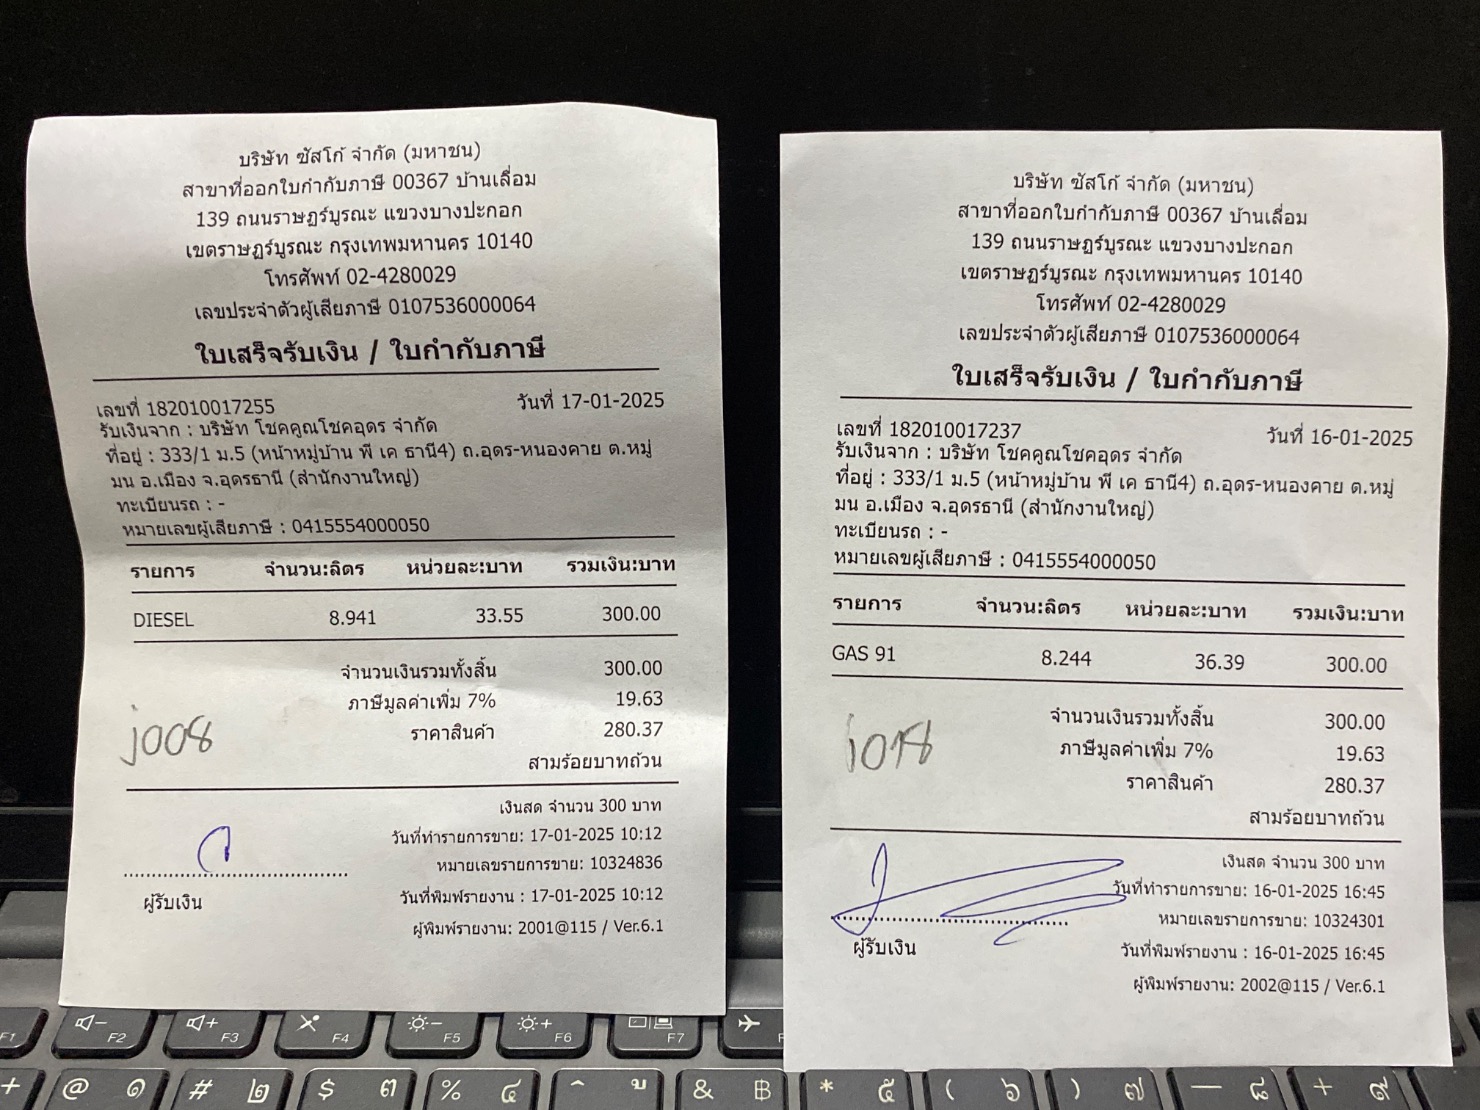 บริษัท ซัสโก้ จำกัด (มหาชน)
สาขาที่ออกใบกำกับภาษี 00367 บ้านเลื่อม
139 ถนนราษฎร์บูรณะ แขวงบางปะกอก
เขตราษฎร์บูรณะ กรุงเทพมหานคร 10140
โทรศัพท์ 02-4280029
เลขประจำตัวผู้เสียภาษี 0107536000064
ใบเสร็จรับเงิน / ใบกำกับภาษี
เลขที่ 182010017255 วันที่ 17-01-2025
รับเงินจาก : บริษัท โชคคูณโชคอุดร จำกัด
ที่อยู่ : 333/1 ม.5 (หน้าหมู่บ้าน พี เค ธานี4) ถ.อุดร-หนองคาย ต.หมู่
มน อ.เมือง จ.อุดรธานี (สำนักงานใหญ่)
ทะเบียนรถ : -
หมายเลขผู้เสียภาษี : 0415554000050
รายการ จำนวน:ลิตร หน่วยละ:บาท รวมเงิน:บาท
DIESEL 8.941 33.55 300.00
จำนวนเงินรวมทั้งสิ้น 300.00
ภาษีมูลค่าเพิ่ม 7% 19.63
ราคาสินค้า 280.37
j008
สามร้อยบาทถ้วน
เงินสด จำนวน 300 บาท
วันที่ทำรายการขาย: 17-01-2025 10:12
หมายเลขรายการขาย: 10324836
วันที่พิมพ์รายงาน : 17-01-2025 10:12
ผู้รับเงิน
ผู้พิมพ์รายงาน: 2001@115 / Ver.6.1
บริษัท ซัสโก้ จำกัด (มหาชน)
สาขาที่ออกใบกำกับภาษี 00367 บ้านเลื่อม
139 ถนนราษฎร์บูรณะ แขวงบางปะกอก
เขตราษฎร์บูรณะ กรุงเทพมหานคร 10140
โทรศัพท์ 02-4280029
เลขประจำตัวผู้เสียภาษี 0107536000064
ใบเสร็จรับเงิน / ใบกำกับภาษี
เลขที่ 182010017237 วันที่ 16-01-2025
รับเงินจาก : บริษัท โชคคูณโชคอุดร จำกัด
ที่อยู่ : 333/1 ม.5 (หน้าหมู่บ้าน พี เค ธานี4) ถ.อุดร-หนองคาย ต.หมู่
มน อ.เมือง จ.อุดรธานี (สำนักงานใหญ่)
ทะเบียนรถ : -
หมายเลขผู้เสียภาษี : 0415554000050
รายการ จำนวน:ลิตร หน่วยละ:บาท รวมเงิน:บาท
GAS 91 8.244 36.39 300.00
จำนวนเงินรวมทั้งสิ้น 300.00
ภาษีมูลค่าเพิ่ม 7% 19.63
ราคาสินค้า 280.37
สามร้อยบาทถ้วน
เงินสด จำนวน 300 บาท
วันที่ทำรายการขาย: 16-01-2025 16:45
หมายเลขรายการขาย: 10324301
วันที่พิมพ์รายงาน : 16-01-2025 16:45
ผู้รับเงิน
ผู้พิมพ์รายงาน: 2002@115 / Ver.6.1
F1 F2 F3 F4 F5 F6 F7
+ @ ๑ # ๒ $ ๓ % ๔ & ฿ * ๕ ( ๖ ) ๗ — ๘ + ๙